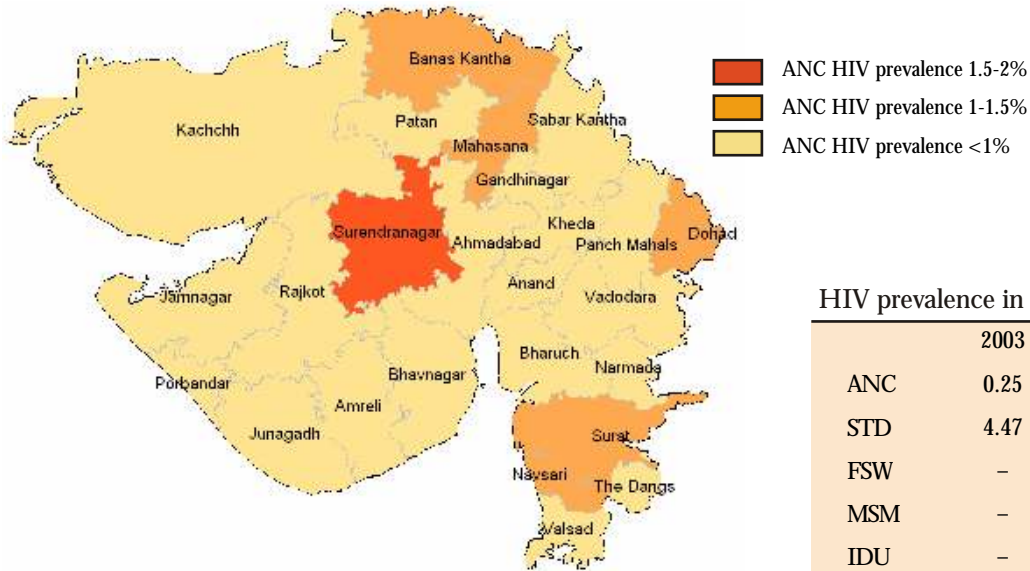 Banas Kantha
Kachchh
Patan
Sabar Kantha
Mahasana
Gandhinagar
Surendranagar
Ahmadabad
Kheda
Panch Mahals
Dohad
Jamnagar
Rajkot
Anand
Vadodara
Porbandar
Bhavnagar
Bharuch
Narmada
Amreli
Junagadh
Surat
Navsari
The Dangs
Valsad
ANC HIV prevalence 1.5-2%
ANC HIV prevalence 1-1.5%
ANC HIV prevalence <1%
HIV prevalence in
2003
ANC 0.25
STD 4.47
FSW –
MSM –
IDU –